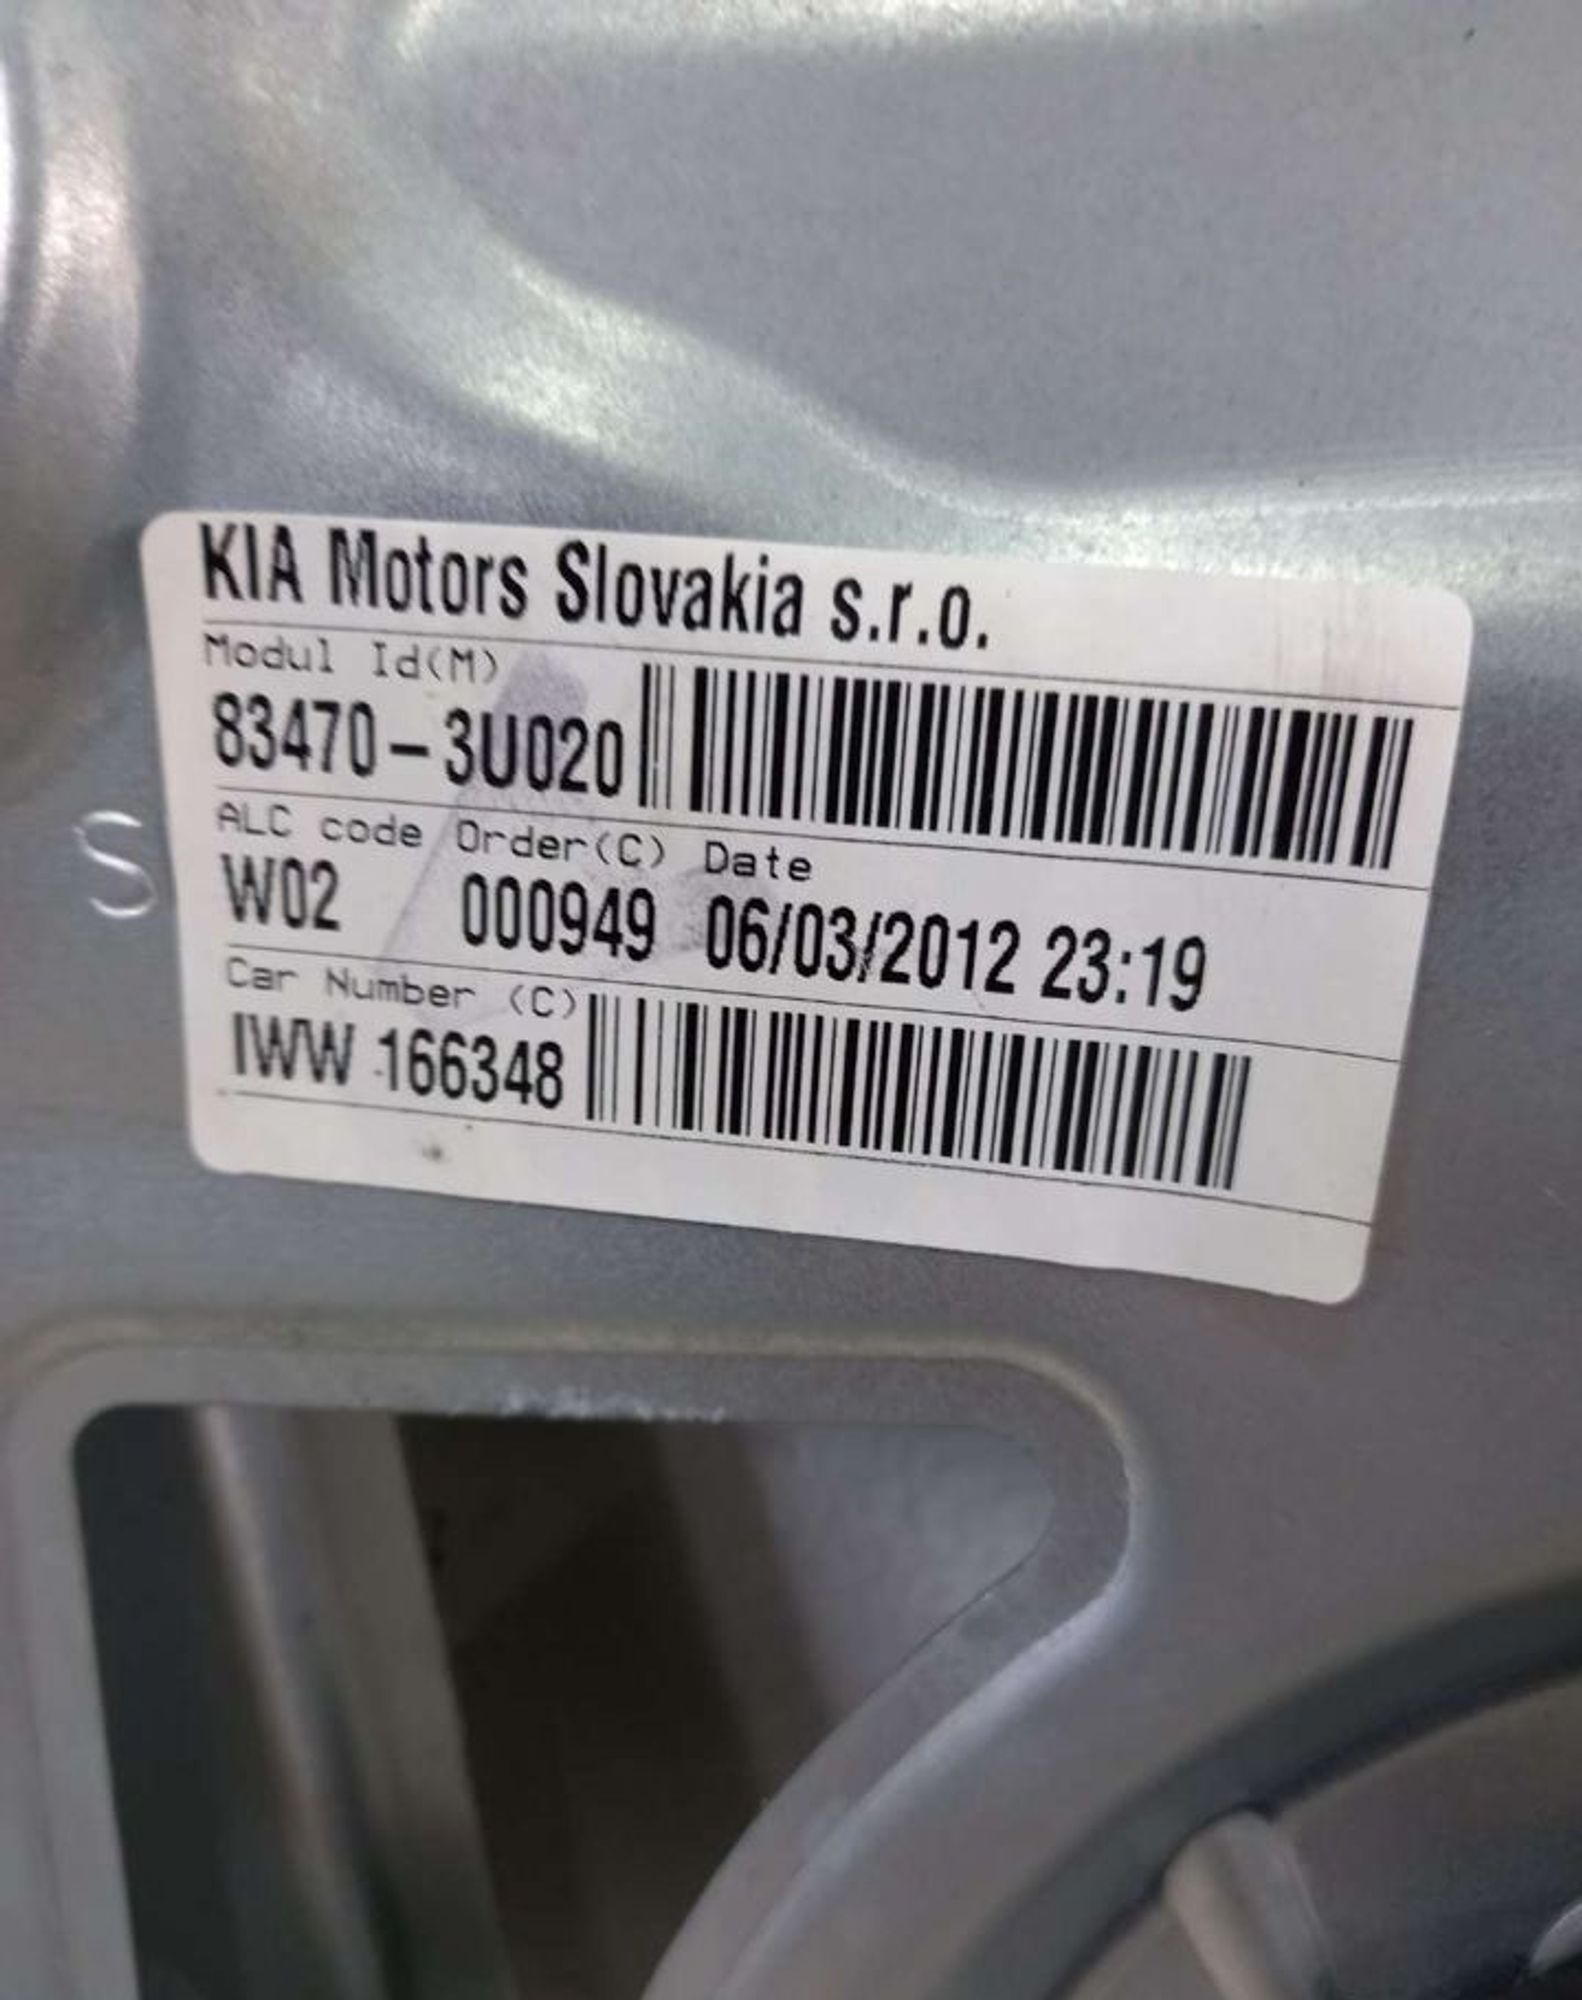 KIA Motors Slovakia s.r.o.
Modul Id(M)
83470-3U020
ALC code Order(C) Date
W02 000949 06/03/2012 23:19
Car Number (C)
IWW 166348
S